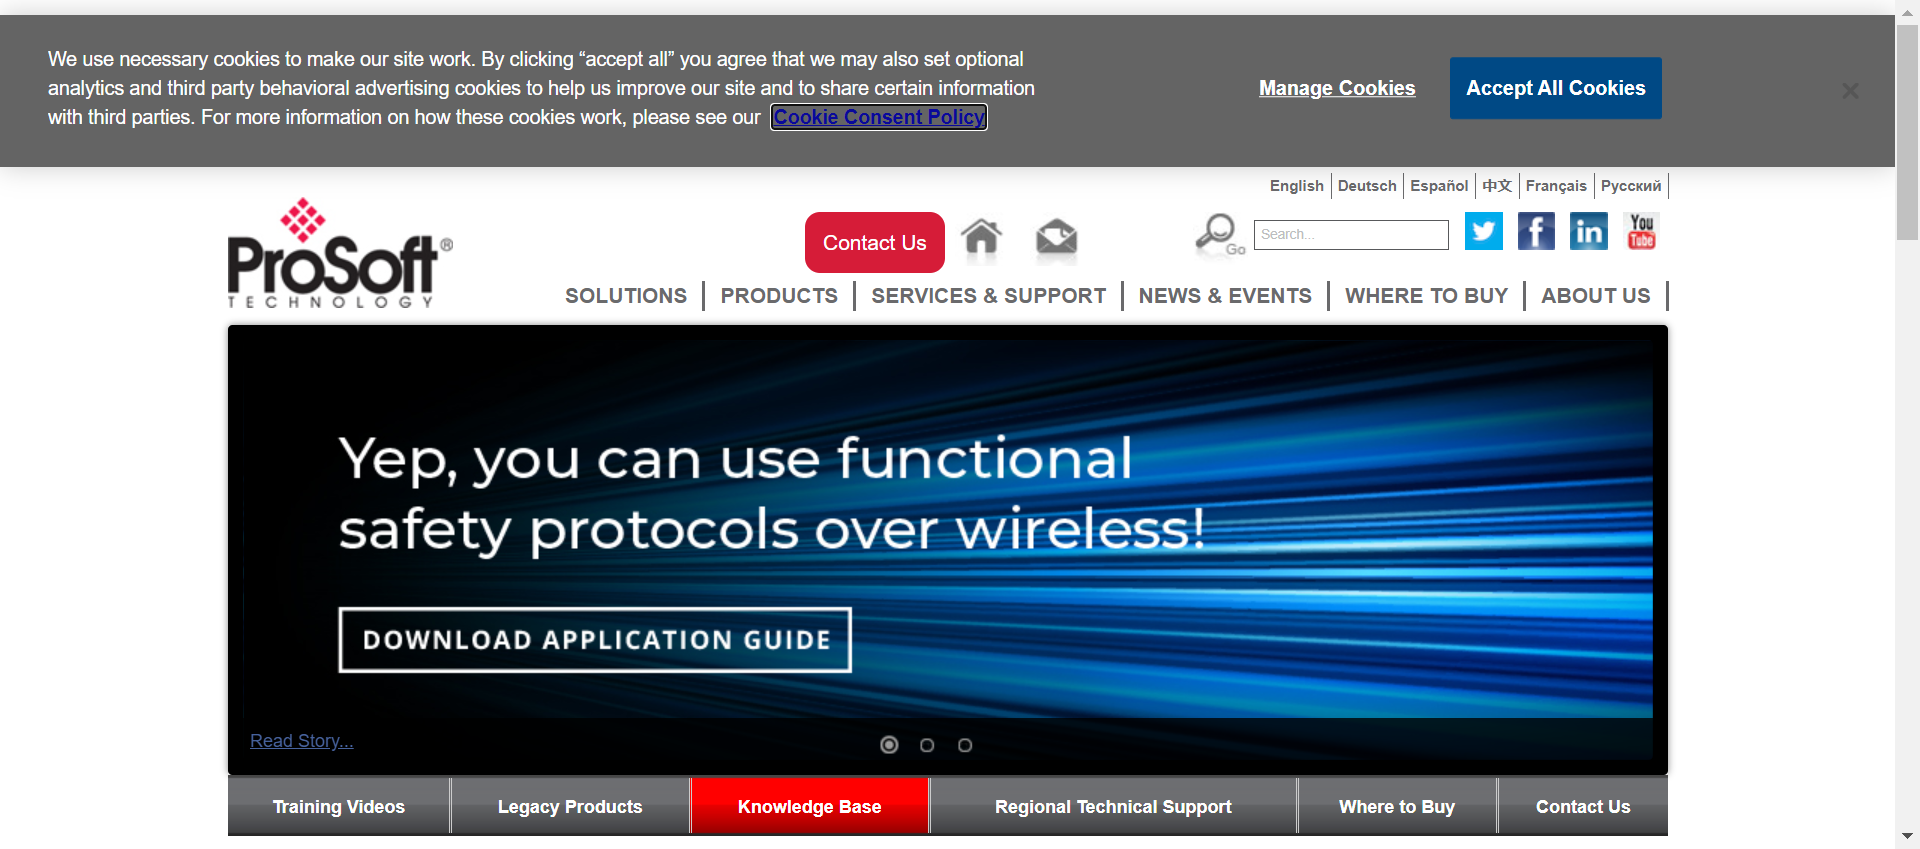 We use necessary cookies to make our site work. By clicking “accept all” you agree that we may also set optional
analytics and third party behavioral advertising cookies to help us improve our site and to share certain information
with third parties. For more information on how these cookies work, please see our Cookie Consent Policy
Manage Cookies
Accept All Cookies
English
Deutsch
Español
中文
Français
Русский
ProSoft®
TECHNOLOGY
Contact Us
Go
Search...
You
Tube
SOLUTIONS
PRODUCTS
SERVICES & SUPPORT
NEWS & EVENTS
WHERE TO BUY
ABOUT US
Yep, you can use functional
safety protocols over wireless!
DOWNLOAD APPLICATION GUIDE
Read Story...
Training Videos
Legacy Products
Knowledge Base
Regional Technical Support
Where to Buy
Contact Us